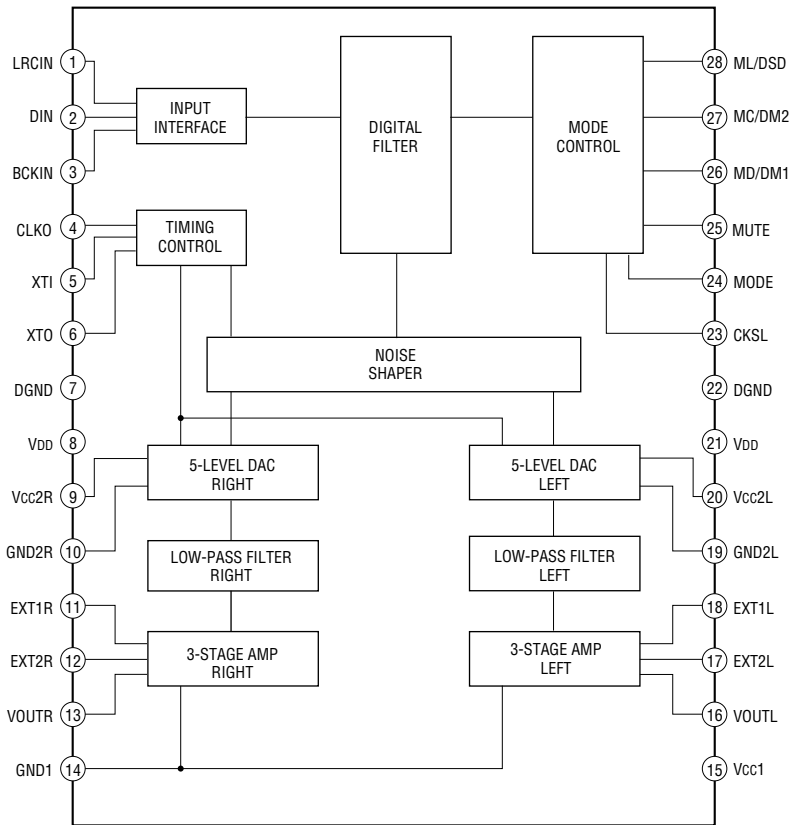 LRCIN 1
DIN 2
BCKIN 3
CLKO 4
XTI 5
XTO 6
DGND 7
VDD 8
VCC2R 9
GND2R 10
EXT1R 11
EXT2R 12
VOUTR 13
GND1 14
INPUT
INTERFACE
DIGITAL
FILTER
MODE
CONTROL
TIMING
CONTROL
NOISE
SHAPER
5-LEVEL DAC
RIGHT
5-LEVEL DAC
LEFT
LOW-PASS FILTER
RIGHT
LOW-PASS FILTER
LEFT
3-STAGE AMP
RIGHT
3-STAGE AMP
LEFT
28 ML/DSD
27 MC/DM2
26 MD/DM1
25 MUTE
24 MODE
23 CKSL
22 DGND
21 VDD
20 VCC2L
19 GND2L
18 EXT1L
17 EXT2L
16 VOUTL
15 VCC1